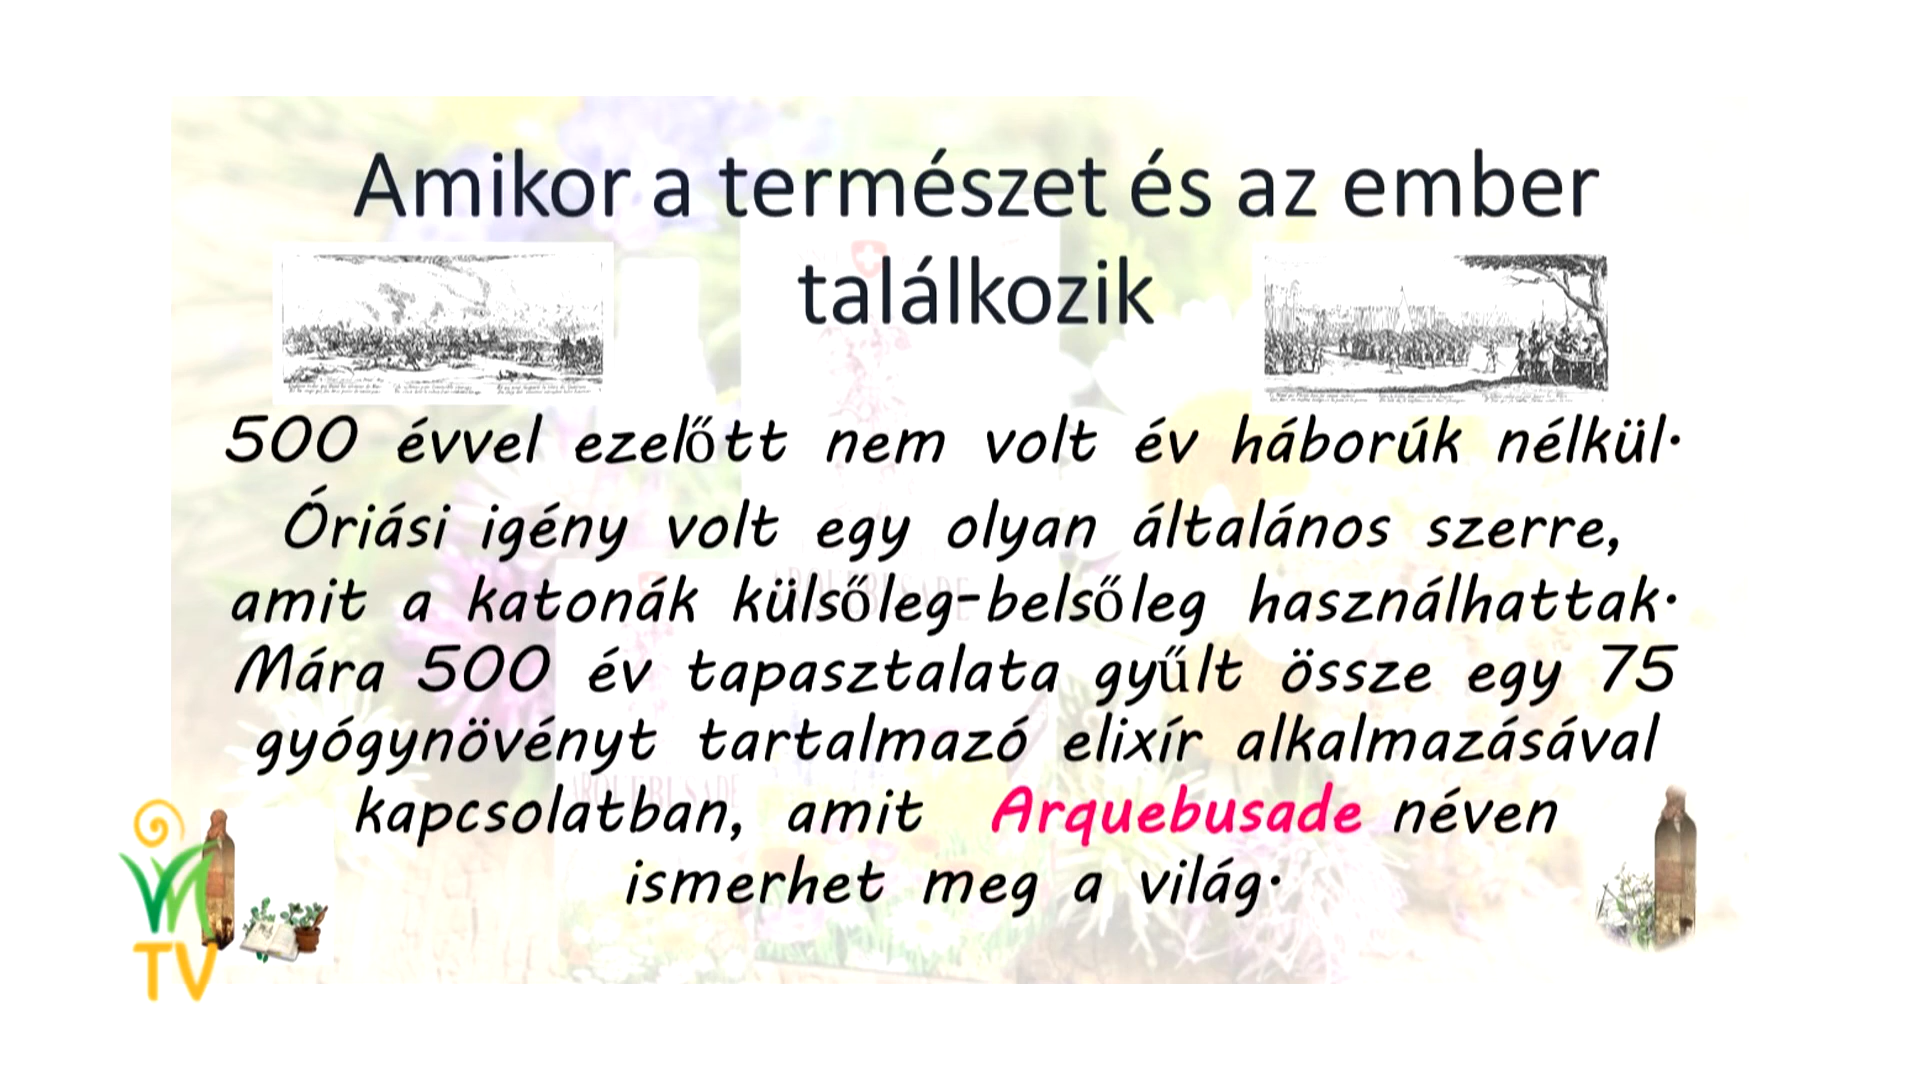 Amikor a természet és az ember
találkozik
500 évvel ezelőtt nem volt év háborúk nélkül.
Óriási igény volt egy olyan általános szerre,
amit a katonák külsőleg-belsőleg használhattak.
Mára 500 év tapasztalata gyűlt össze egy 75
gyógynövényt tartalmazó elixír alkalmazásával
kapcsolatban, amit Arquebusade néven
ismerhet meg a világ.
ARQUEBUSADE
ARQUEBUSADE
TV